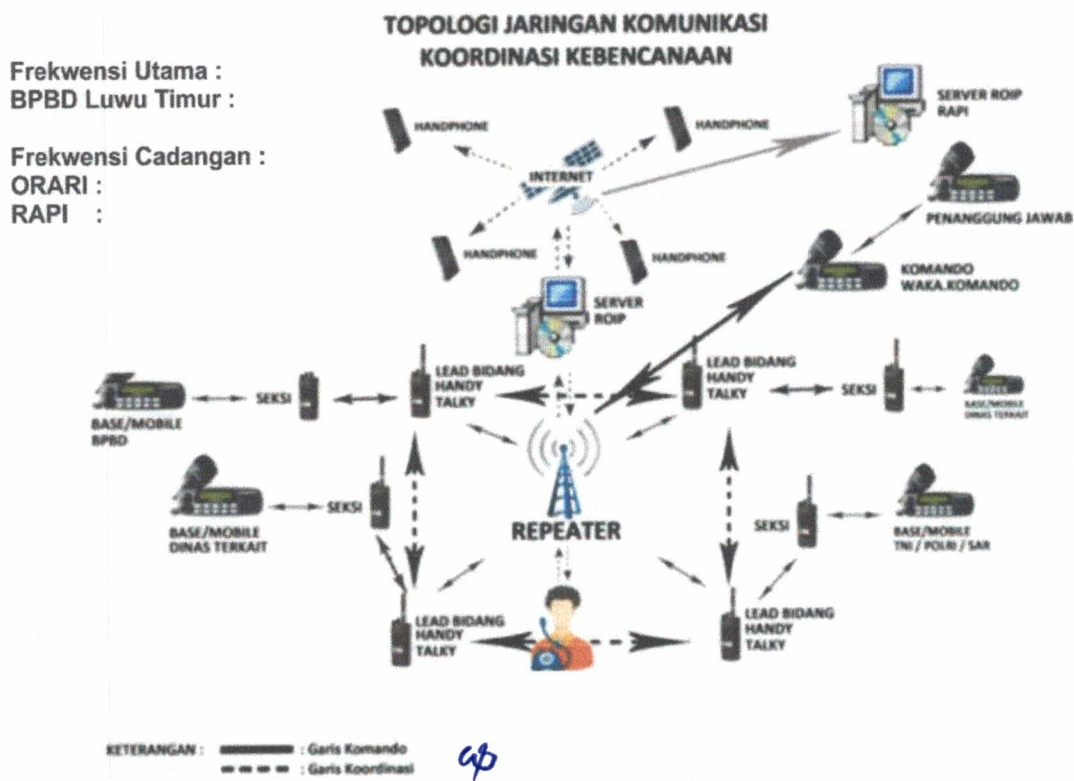 TOPOLOGI JARINGAN KOMUNIKASI
KOORDINASI KEBENCANAAN
Frekwensi Utama :
BPBD Luwu Timur :
Frekwensi Cadangan :
ORARI :
RAPI :
HANDPHONE
HANDPHONE
SERVER ROIP
RAPI
INTERNET
PENANGGUNG JAWAB
HANDPHONE
HANDPHONE
KOMANDO
WAKA.KOMANDO
SERVER
ROIP
LEAD BIDANG
HANDY
TALKY
LEAD BIDANG
HANDY
TALKY
SEKSI
SEKSI
BASE/MOBILE
BPBD
BASE/MOBILE
DINAS TERKAIT
SEKSI
BASE/MOBILE
DINAS TERKAIT
REPEATER
SEKSI
BASE/MOBILE
TNI / POLRI / SAR
LEAD BIDANG
HANDY
TALKY
LEAD BIDANG
HANDY
TALKY
KETERANGAN : : Garis Komando
: Garis Koordinasi